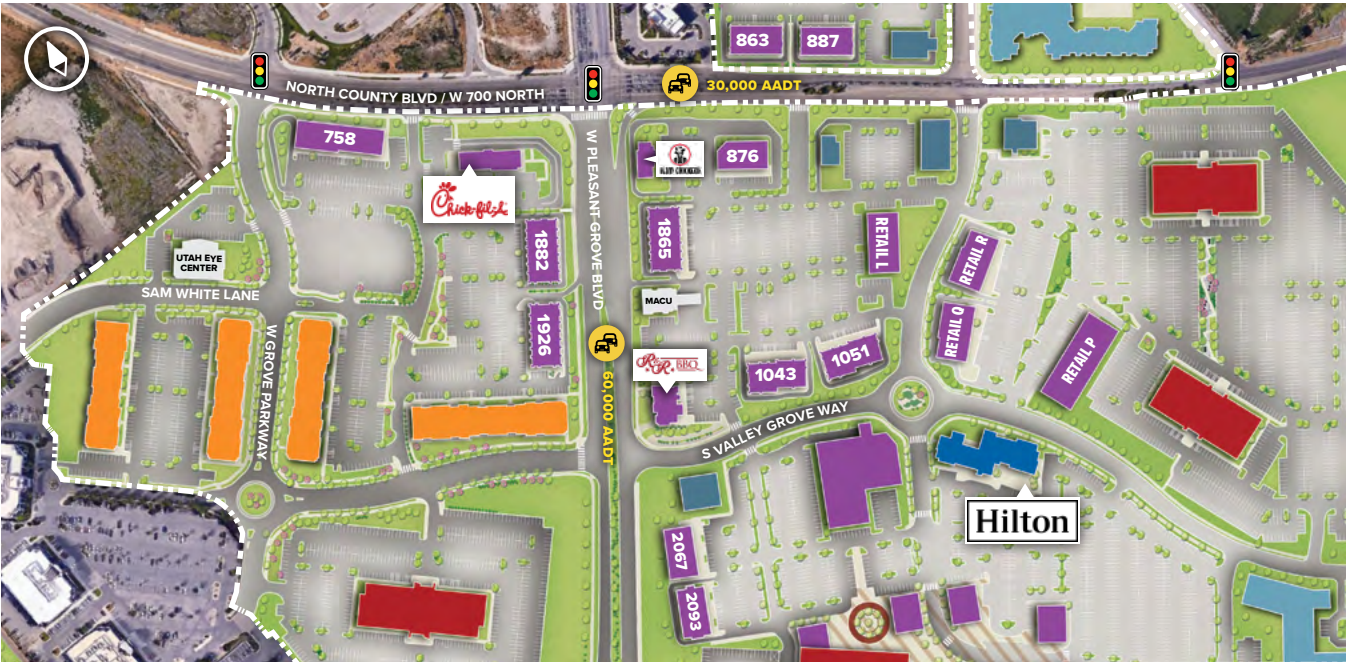 863
887
30,000 AADT
NORTH COUNTY BLVD / W 700 NORTH
758
876
Chick-fil-A
W PLEASANT GROVE BLVD
1882
1865
RETAIL L
RETAIL R
UTAH EYE
CENTER
SAM WHITE LANE
MACU
1926
RETAIL Q
RETAIL P
W GROVE PARKWAY
R&R BBQ
1043
1051
60,000 AADT
S VALLEY GROVE WAY
Hilton
2067
2093